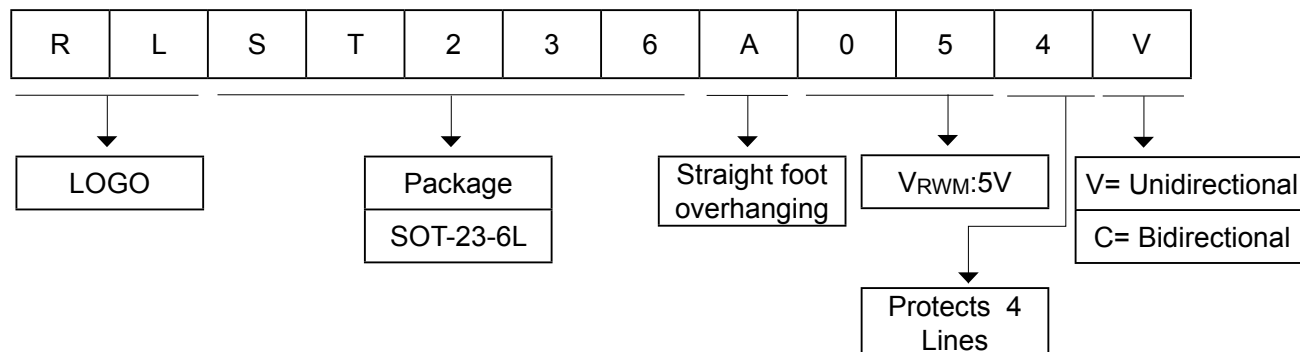 R L S T 2 3 6 A 0 5 4 V
LOGO
Package
SOT-23-6L
Straight foot
overhanging
VRWM:5V
V= Unidirectional
C= Bidirectional
Protects 4
Lines